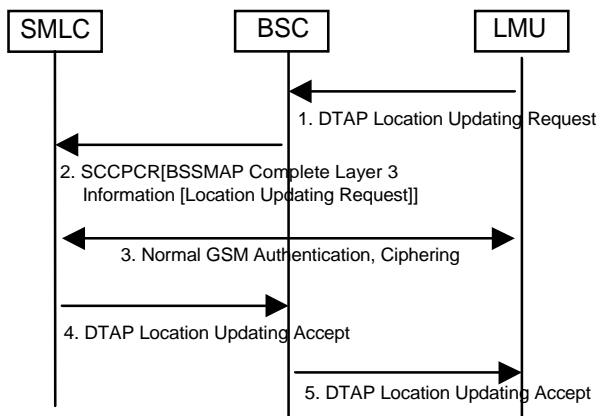 SMLC
BSC
LMU
1. DTAP Location Updating Request
2. SCCPCR[BSSMAP Complete Layer 3
Information [Location Updating Request]]
3. Normal GSM Authentication, Ciphering
4. DTAP Location Updating Accept
5. DTAP Location Updating Accept